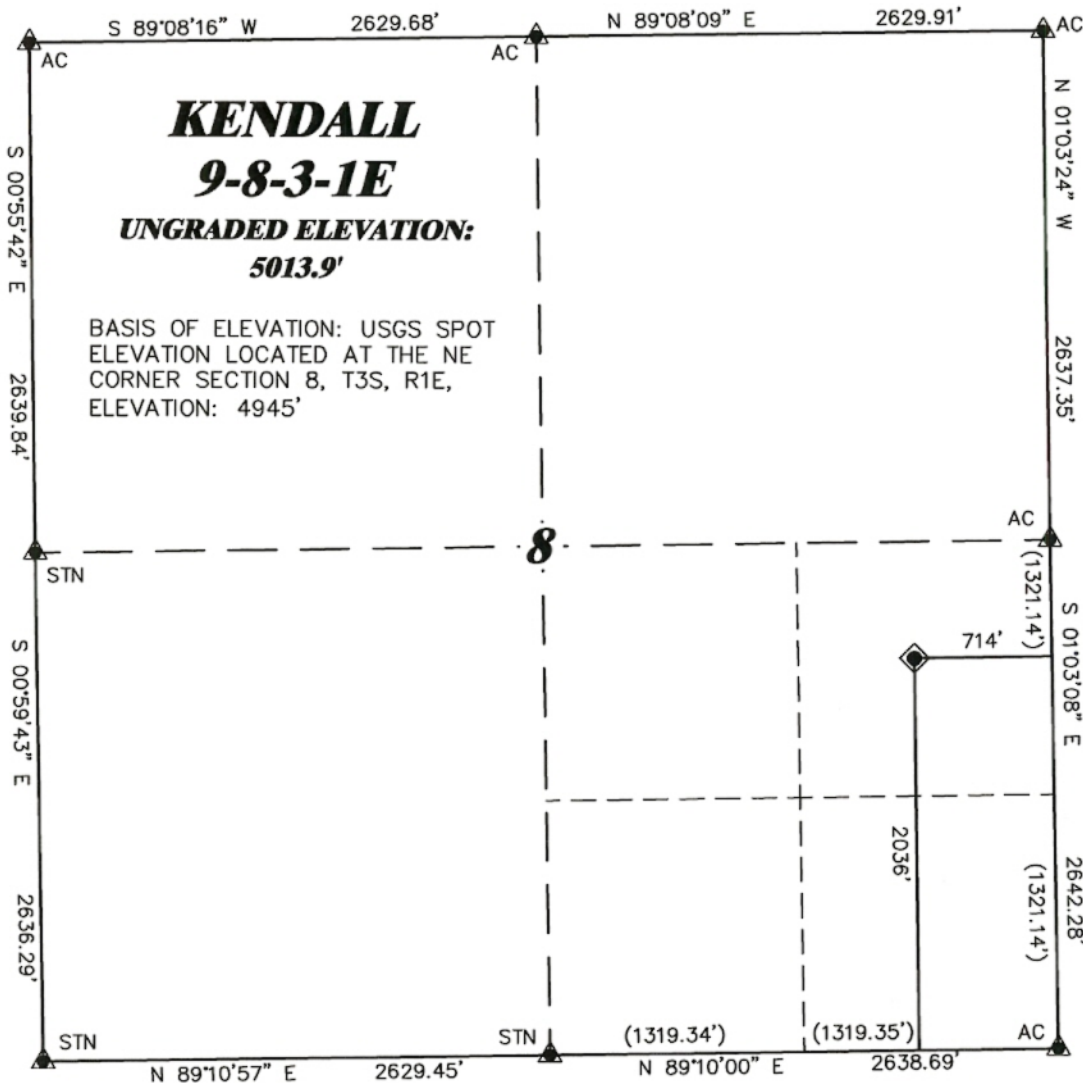 S 89°08'16" W 2629.68' N 89°08'09" E 2629.91'
AC AC AC
KENDALL
9-8-3-1E
UNGRADED ELEVATION:
5013.9'
BASIS OF ELEVATION: USGS SPOT
ELEVATION LOCATED AT THE NE
CORNER SECTION 8, T3S, R1E,
ELEVATION: 4945'
S 00°55'42" E 2639.84'
N 01°03'24" W 2637.35'
8
AC
STN
(1321.14')
714'
S 01°03'08" E 2642.28'
S 00°59'43" E 2636.29'
2036'
(1321.14')
STN STN (1319.34') (1319.35') AC
N 89°10'57" E 2629.45' N 89°10'00" E 2638.69'